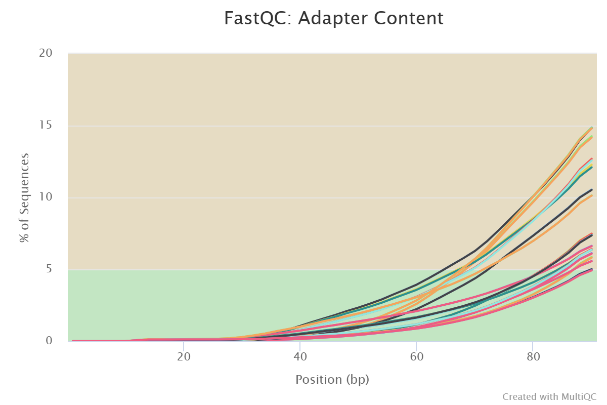 FastQC: Adapter Content
% of Sequences
20
15
10
5
0
20
40
60
80
Position (bp)
Created with MultiQC